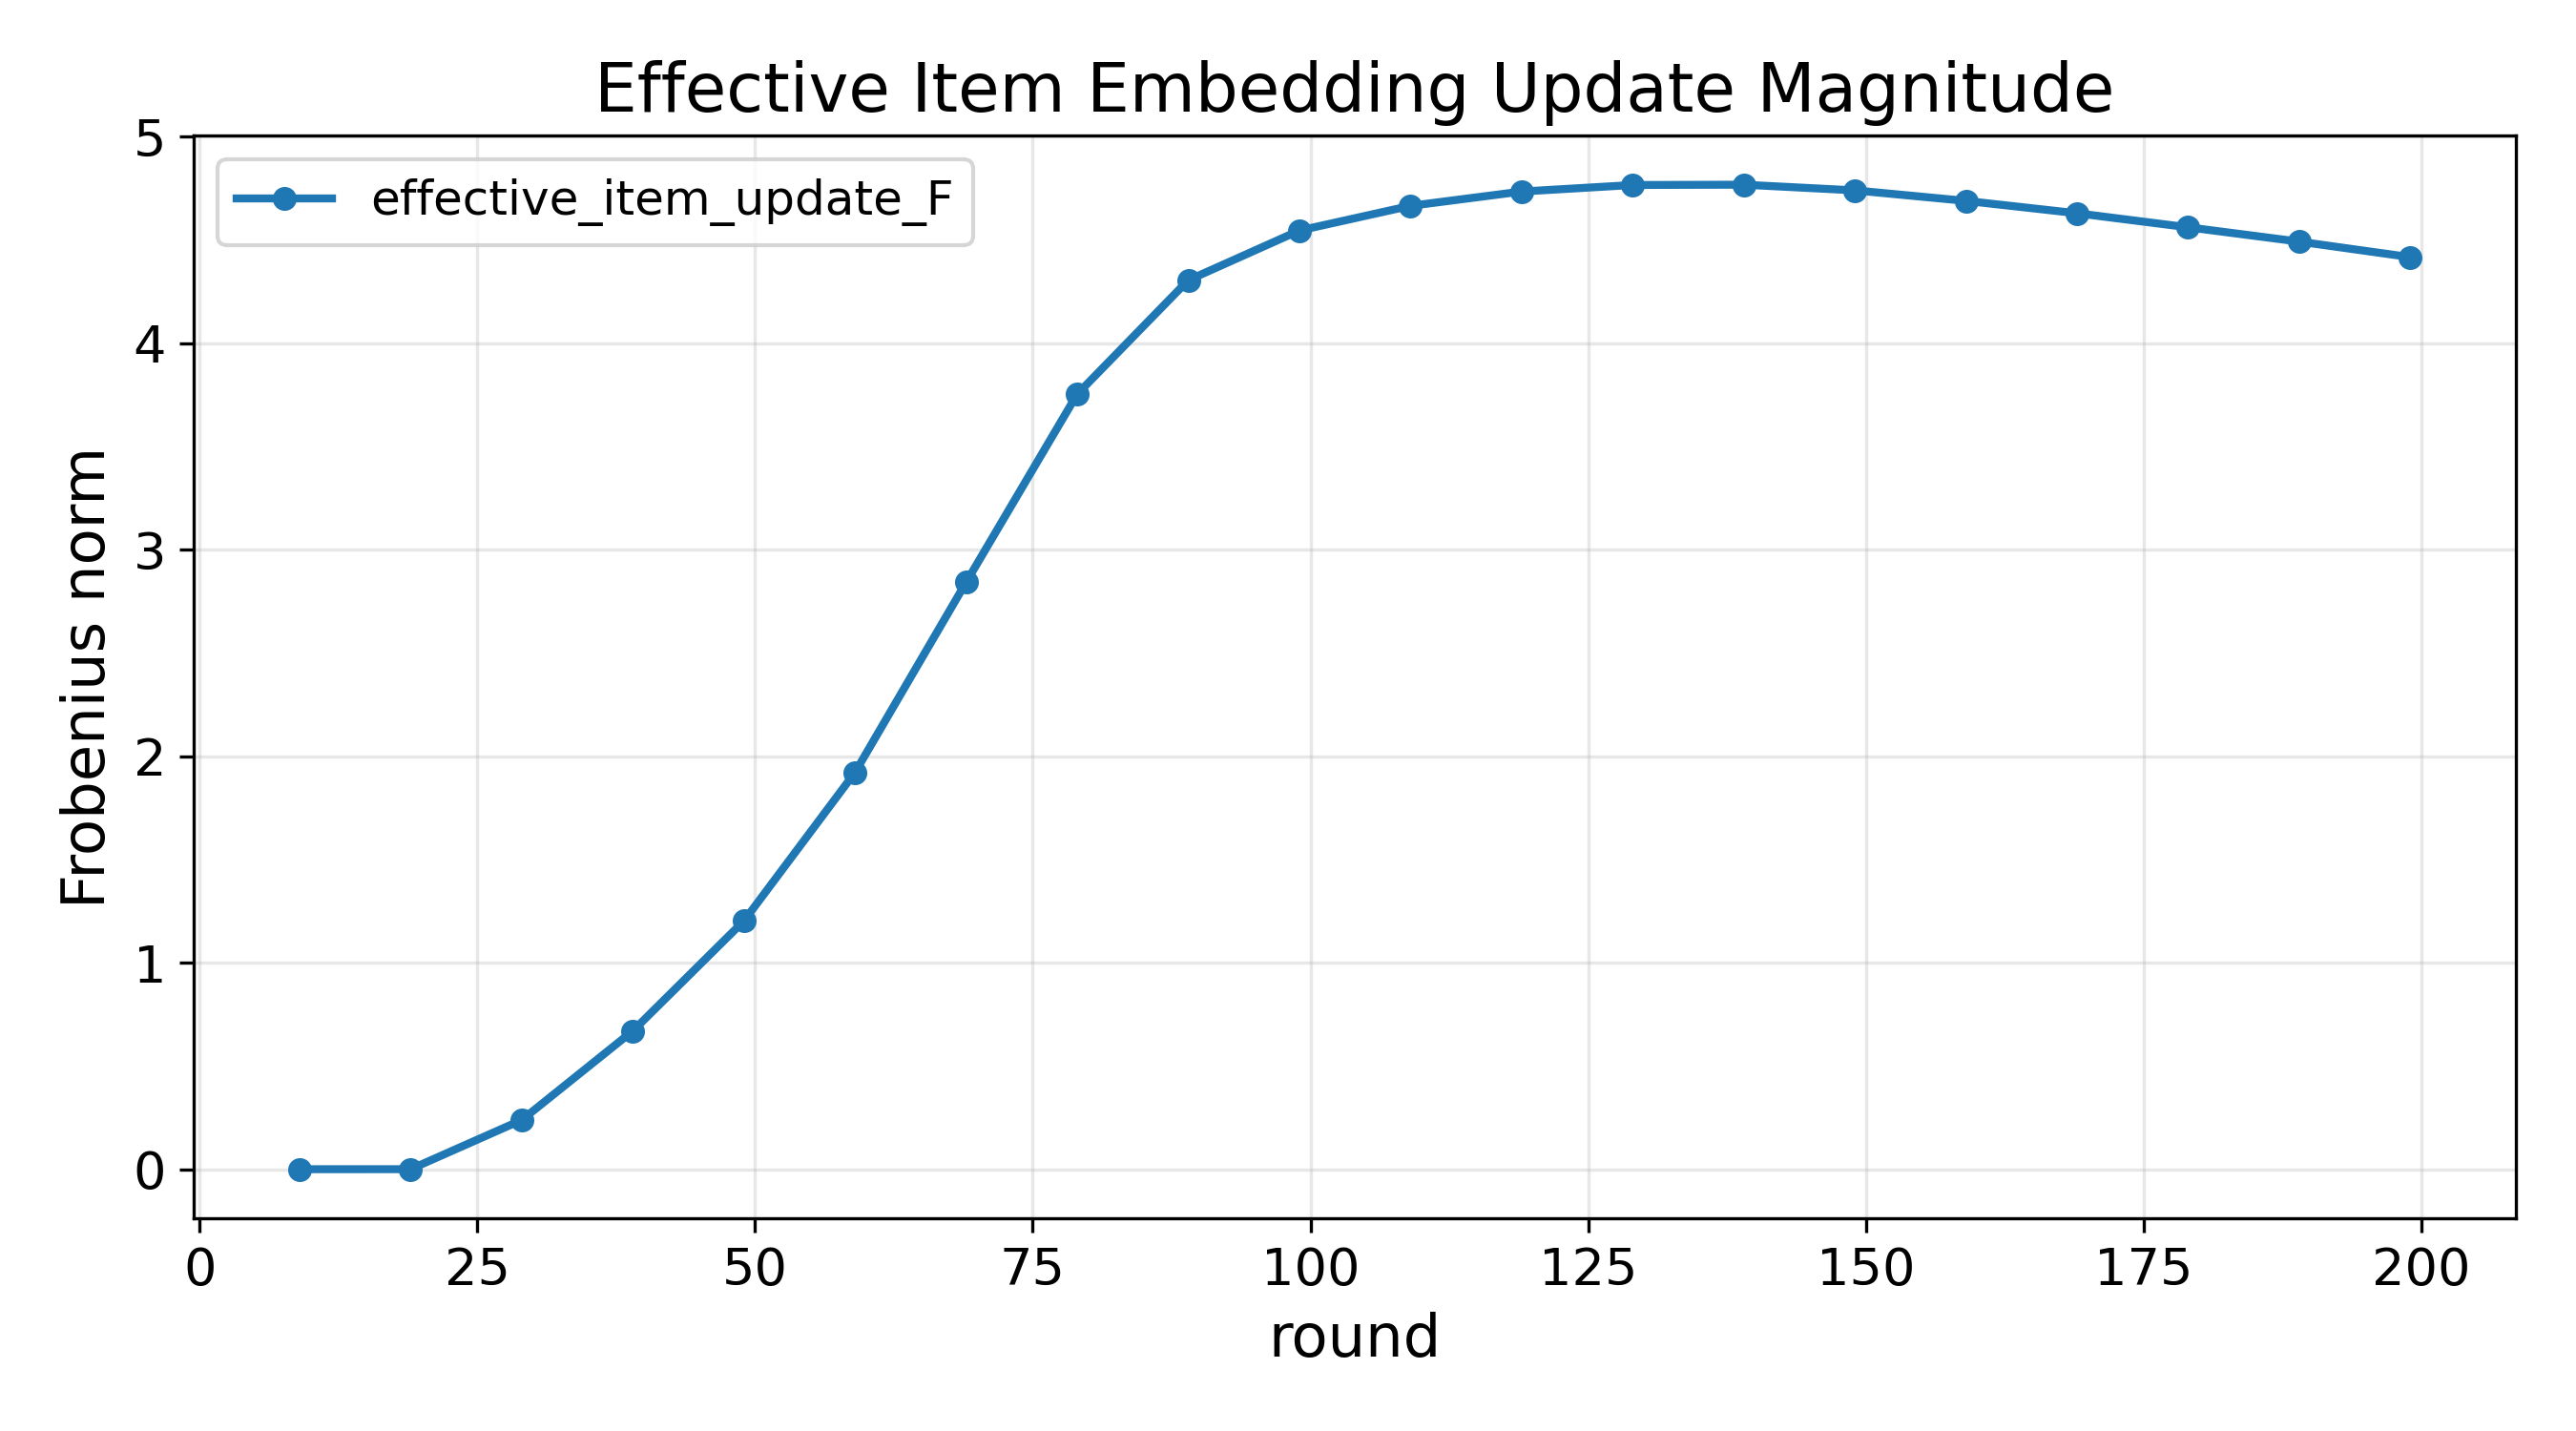 Effective Item Embedding Update Magnitude
effective_item_update_F
Frobenius norm
5
4
3
2
1
0
0 25 50 75 100 125 150 175 200
round